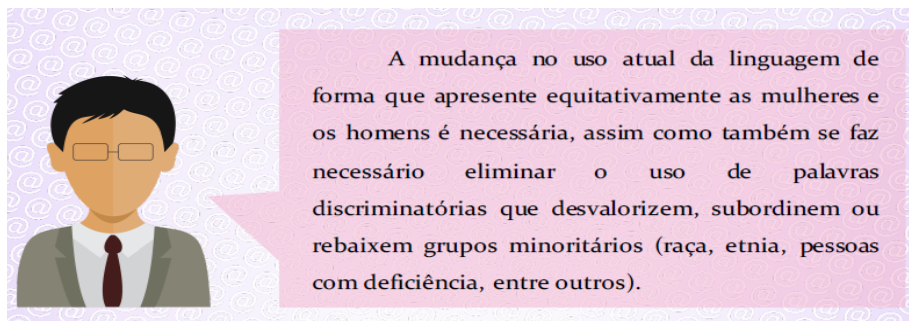 A mudança no uso atual da linguagem de
forma que apresente equitativamente as mulheres e
os homens é necessária, assim como também se faz
necessário eliminar o uso de palavras
discriminatórias que desvalorizem, subordinem ou
rebaixem grupos minoritários (raça, etnia, pessoas
com deficiência, entre outros).